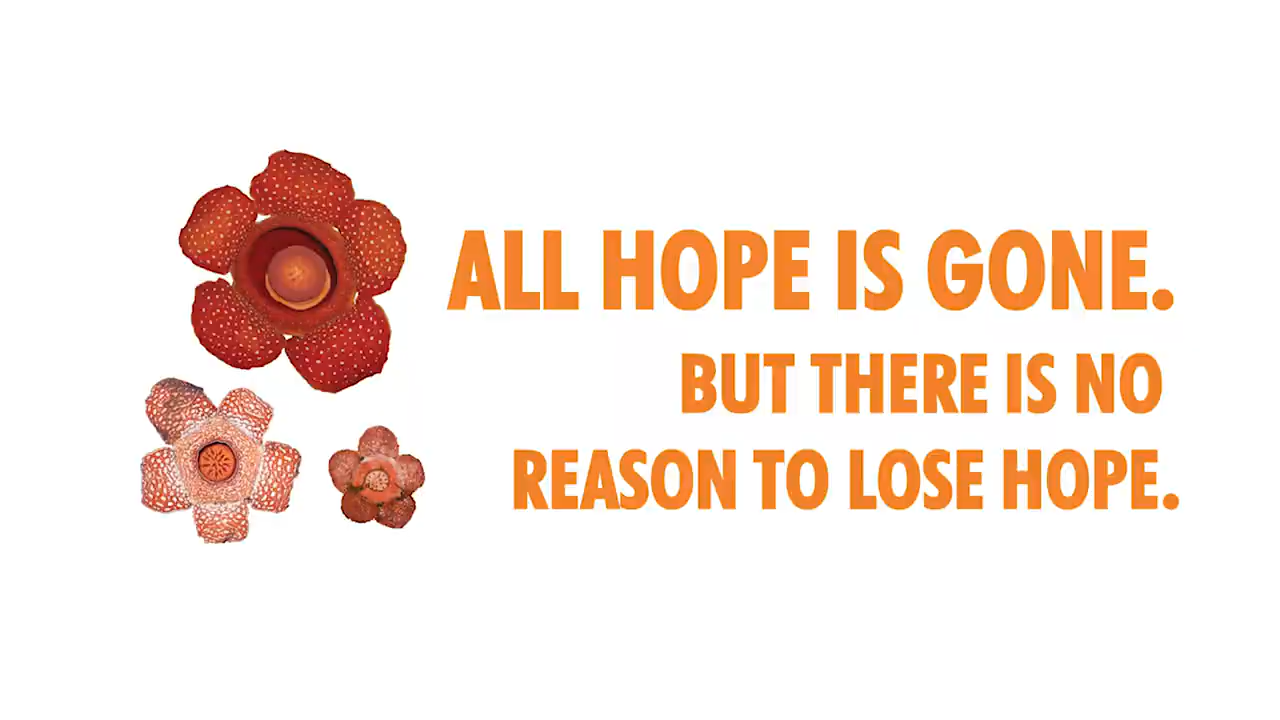 ALL HOPE IS GONE.
BUT THERE IS NO
REASON TO LOSE HOPE.